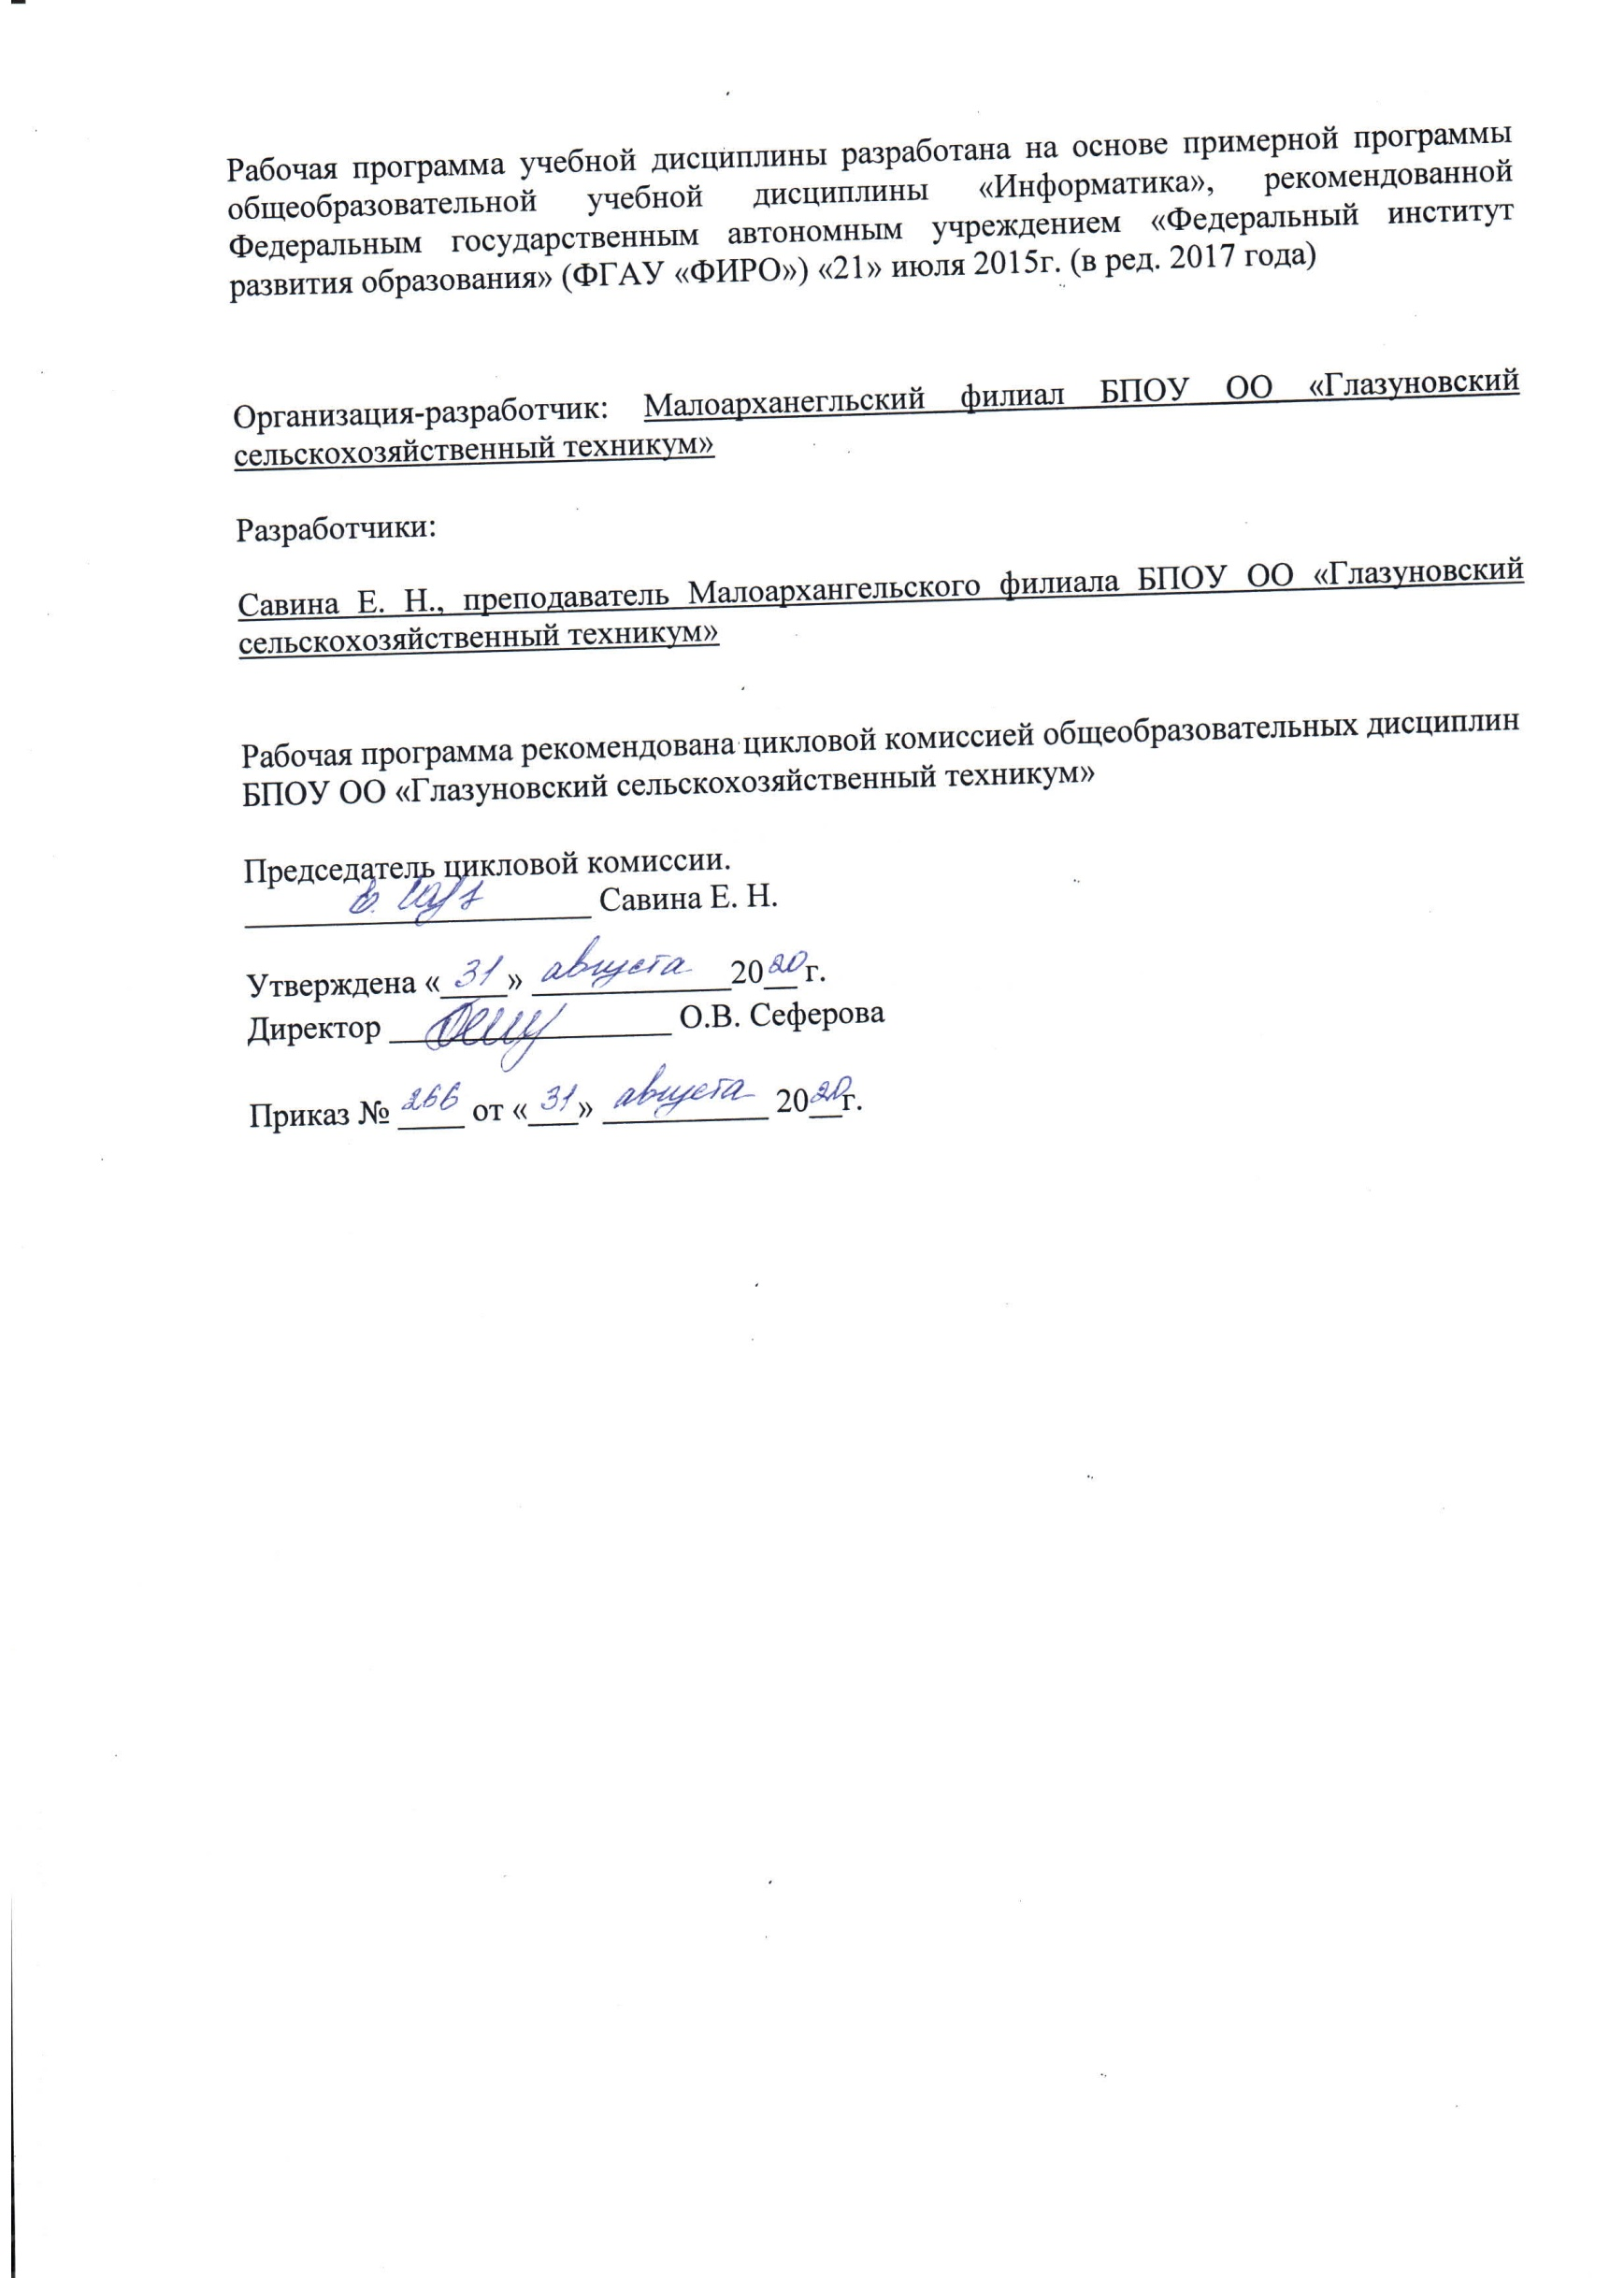 Рабочая программа учебной дисциплины разработана на основе примерной программы
общеобразовательной учебной дисциплины «Информатика», рекомендованной
Федеральным государственным автономным учреждением «Федеральный институт
развития образования» (ФГАУ «ФИРО») «21» июля 2015г. (в ред. 2017 года)
Организация-разработчик: Малоарханегльский филиал БПОУ ОО «Глазуновский
сельскохозяйственный техникум»
Разработчики:
Савина Е. Н., преподаватель Малоархангельского филиала БПОУ ОО «Глазуновский
сельскохозяйственный техникум»
Рабочая программа рекомендована цикловой комиссией общеобразовательных дисциплин
БПОУ ОО «Глазуновский сельскохозяйственный техникум»
Председатель цикловой комиссии.
Савина Е. Н.
Утверждена «31» августа 2020 г.
Директор О.В. Сеферова
Приказ № 266 от «31» августа 2020г.